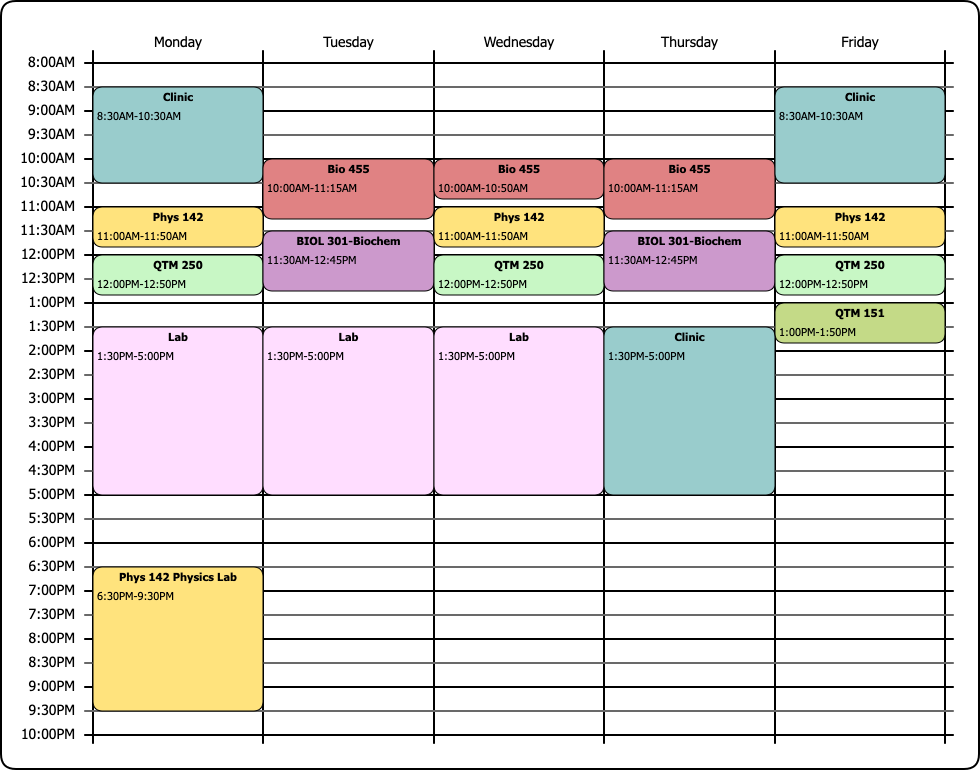 Monday Tuesday Wednesday Thursday Friday
8:00AM
8:30AM
Clinic Clinic
9:00AM
8:30AM-10:30AM 8:30AM-10:30AM
9:30AM
10:00AM
Bio 455 Bio 455 Bio 455
10:30AM
10:00AM-11:15AM 10:00AM-10:50AM 10:00AM-11:15AM
11:00AM
Phys 142 Phys 142 Phys 142
11:30AM
11:00AM-11:50AM 11:00AM-11:50AM 11:00AM-11:50AM
BIOL 301-Biochem BIOL 301-Biochem
12:00PM
11:30AM-12:45PM 11:30AM-12:45PM
QTM 250 QTM 250 QTM 250
12:30PM
12:00PM-12:50PM 12:00PM-12:50PM 12:00PM-12:50PM
1:00PM
QTM 151
1:30PM
1:00PM-1:50PM
Lab Lab Lab Clinic
2:00PM
1:30PM-5:00PM 1:30PM-5:00PM 1:30PM-5:00PM 1:30PM-5:00PM
2:30PM
3:00PM
3:30PM
4:00PM
4:30PM
5:00PM
5:30PM
6:00PM
6:30PM
Phys 142 Physics Lab
7:00PM
6:30PM-9:30PM
7:30PM
8:00PM
8:30PM
9:00PM
9:30PM
10:00PM